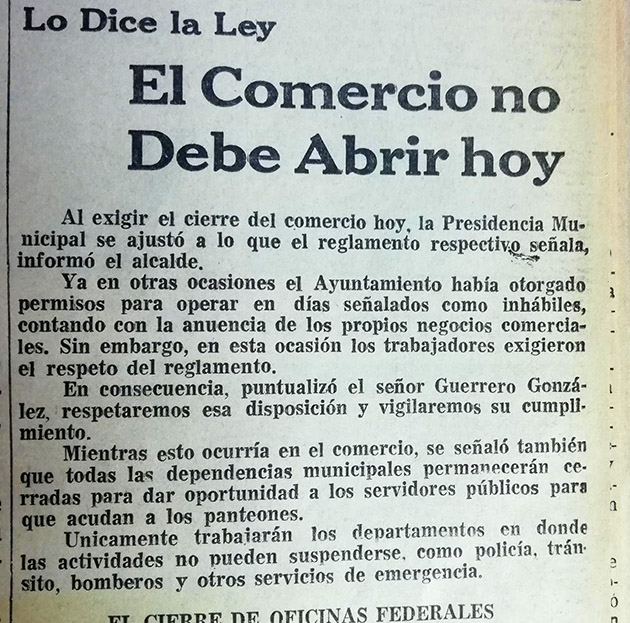 Lo Dice la Ley
El Comercio no
Debe Abrir hoy
Al exigir el cierre del comercio hoy, la Presidencia Mu-
nicipal se ajustó a lo que el reglamento respectivo señala,
informó el alcalde.
Ya en otras ocasiones el Ayuntamiento había otorgado
permisos para operar en días señalados como inhábiles,
contando con la anuencia de los propios negocios comercia-
les. Sin embargo, en esta ocasión los trabajadores exigieron
el respeto del reglamento.
En consecuencia, puntualizó el señor Guerrero Gonzá-
lez, respetaremos esa disposición y vigilaremos su cumpli-
miento.
Mientras esto ocurría en el comercio, se señaló también
que todas las dependencias municipales permanecerán ce-
rradas para dar oportunidad a los servidores públicos para
que acudan a los panteones.
Unicamente trabajarán los departamentos en donde
las actividades no pueden suspenderse, como policía, trán-
sito, bomberos y otros servicios de emergencia.
EL CIERRE DE OFICINAS FEDERALES